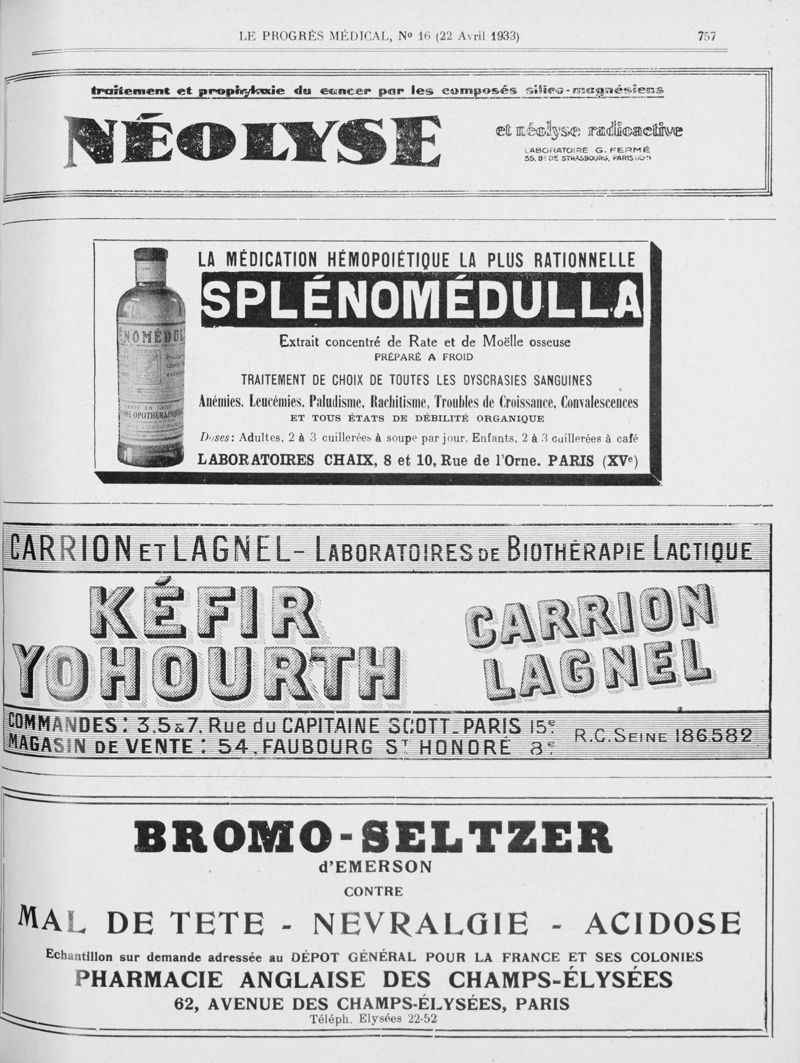 LE PROGRÈS MÉDICAL, No 16 (22 Avril 1933) 757
traitement et prophylaxie du cancer par les composés silico-magnésiens
NÉOLYSE
et néolyse radioactive
LABORATOIRE G. FERMÉ
55, Bd DE STRASBOURG, PARIS
LA MÉDICATION HÉMOPOIÉTIQUE LA PLUS RATIONNELLE
SPLÉNOMÉDULLA
Extrait concentré de Rate et de Moëlle osseuse
PRÉPARÉ A FROID
TRAITEMENT DE CHOIX DE TOUTES LES DYSCRASIES SANGUINES
Anémies, Leucémies, Paludisme, Rachitisme, Troubles de Croissance, Convalescences
ET TOUS ÉTATS DE DÉBILITÉ ORGANIQUE
Doses: Adultes, 2 à 3 cuillerées à soupe par jour. Enfants, 2 à 3 cuillerées à café
LABORATOIRES CHAIX, 8 et 10, Rue de l'Orne. PARIS (XVe)
ÉNOMÉDUL
CARRION ET LAGNEL - LABORATOIRES DE BIOTHÉRAPIE LACTIQUE
KÉFIR
YOHOURTH
CARRION
LAGNEL
COMMANDES: 3,5&7, Rue du CAPITAINE SCOTT_PARIS 15e
MAGASIN DE VENTE: 54, FAUBOURG ST HONORÉ 8e
R.C. SEINE 186.582
BROMO-SELTZER
d'EMERSON
CONTRE
MAL DE TETE - NEVRALGIE - ACIDOSE
Echantillon sur demande adressée au DÉPOT GÉNÉRAL POUR LA FRANCE ET SES COLONIES
PHARMACIE ANGLAISE DES CHAMPS-ÉLYSÉES
62, AVENUE DES CHAMPS-ÉLYSÉES, PARIS
Téléph. Elysées 22-52